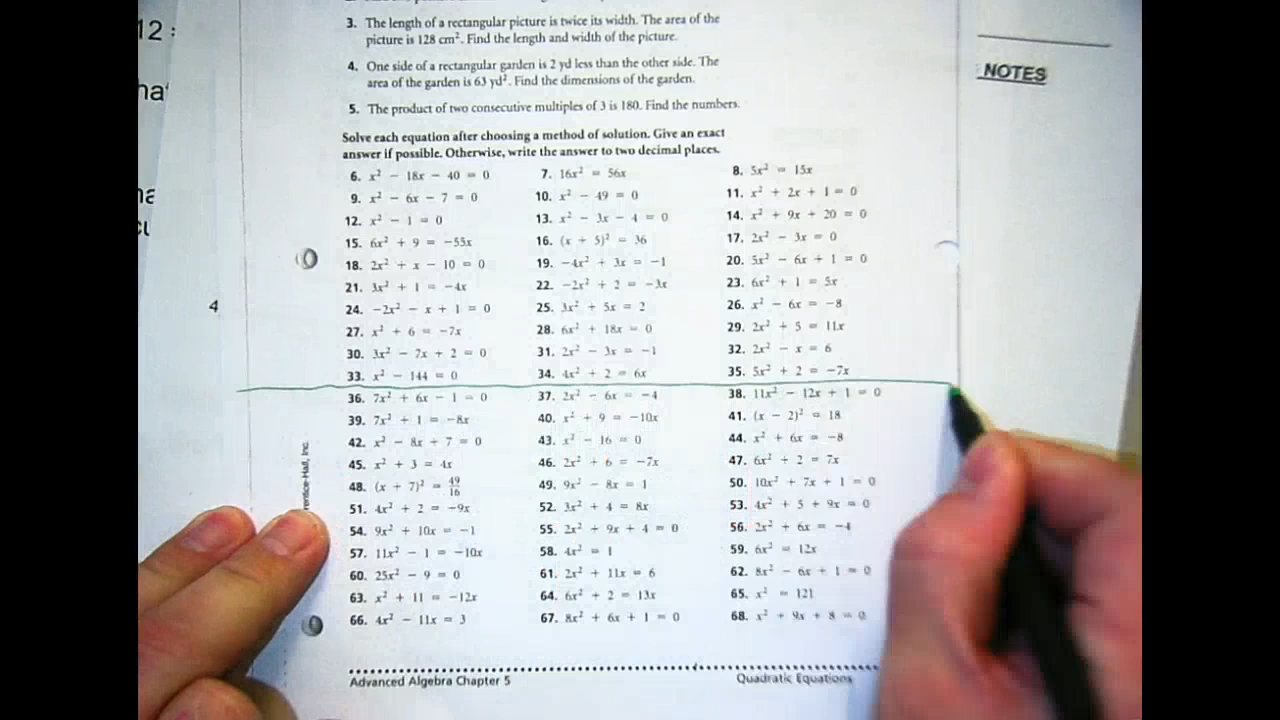 12 :
3. The length of a rectangular picture is twice its width. The area of the
picture is 128 cm². Find the length and width of the picture.
4. One side of a rectangular garden is 2 yd less than the other side. The
area of the garden is 63 yd². Find the dimensions of the garden.
5. The product of two consecutive multiples of 3 is 180. Find the numbers.
NOTES
Solve each equation after choosing a method of solution. Give an exact
answer if possible. Otherwise, write the answer to two decimal places.
6. x² − 18x − 40 = 0 7. 16x² = 56x 8. 5x² = 15x
9. x² − 6x − 7 = 0 10. x² − 49 = 0 11. x² + 2x + 1 = 0
12. x² − 1 = 0 13. x² − 3x − 4 = 0 14. x² + 9x + 20 = 0
15. 6x² + 9 = −55x 16. (x + 5)² = 36 17. 2x² − 3x = 0
18. 2x² + x − 10 = 0 19. −4x² + 3x = −1 20. 5x² − 6x + 1 = 0
21. 3x² + 1 = −4x 22. −2x² + 2 = −3x 23. 6x² + 1 = 5x
4
24. −2x² − x + 1 = 0 25. 3x² + 5x = 2 26. x² − 6x = −8
27. x² + 6 = −7x 28. 6x² + 18x = 0 29. 2x² + 5 = 11x
30. 3x² − 7x + 2 = 0 31. 2x² − 3x = −1 32. 2x² − x = 6
33. x² − 144 = 0 34. 4x² + 2 = 6x 35. 5x² + 2 = −7x
36. 7x² + 6x − 1 = 0 37. 2x² − 6x = −4 38. 11x² − 12x + 1 = 0
39. 7x² + 1 = −8x 40. x² + 9 = −10x 41. (x − 2)² = 18
42. x² − 8x + 7 = 0 43. x² − 16 = 0 44. x² + 6x = −8
45. x² + 3 = 4x 46. 2x² + 6 = −7x 47. 6x² + 2 = 7x
48. (x + 7)² = 49/16 49. 9x² − 8x = 1 50. 10x² + 7x + 1 = 0
51. 4x² + 2 = −9x 52. 3x² + 4 = 8x 53. 4x² + 5 + 9x = 0
54. 9x² + 10x = −1 55. 2x² + 9x + 4 = 0 56. 2x² + 6x = −4
57. 11x² − 1 = −10x 58. 4x² = 1 59. 6x² = 12x
60. 25x² − 9 = 0 61. 2x² + 11x = 6 62. 8x² − 6x + 1 = 0
63. x² + 11 = −12x 64. 6x² + 2 = 13x 65. x² = 121
66. 4x² − 11x = 3 67. 8x² + 6x + 1 = 0 68. x² + 9x + 8 = 0
Hall, Inc.
Advanced Algebra Chapter 5 Quadratic Equations